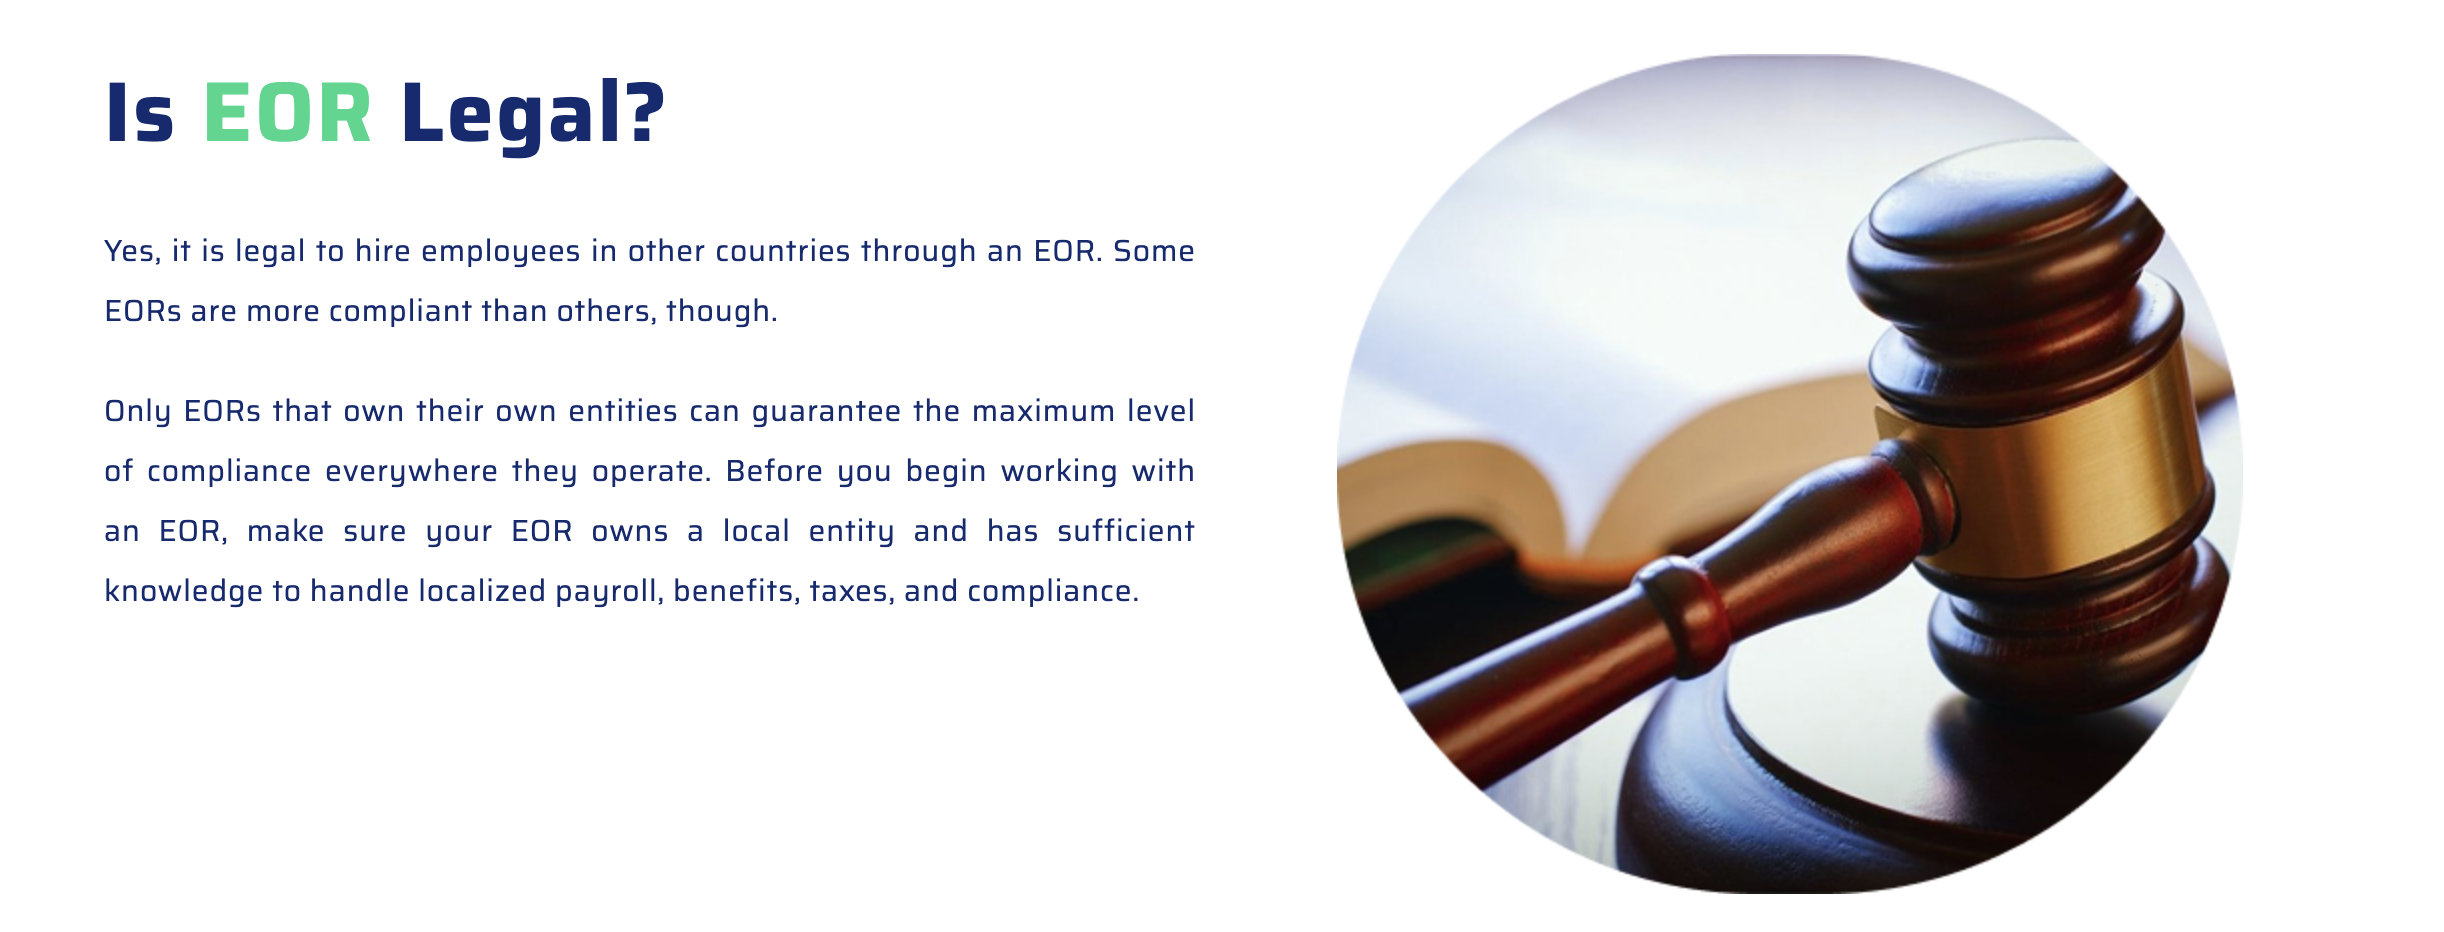 Is EOR Legal?
Yes, it is legal to hire employees in other countries through an EOR. Some
EORs are more compliant than others, though.
Only EORs that own their own entities can guarantee the maximum level
of compliance everywhere they operate. Before you begin working with
an EOR, make sure your EOR owns a local entity and has sufficient
knowledge to handle localized payroll, benefits, taxes, and compliance.